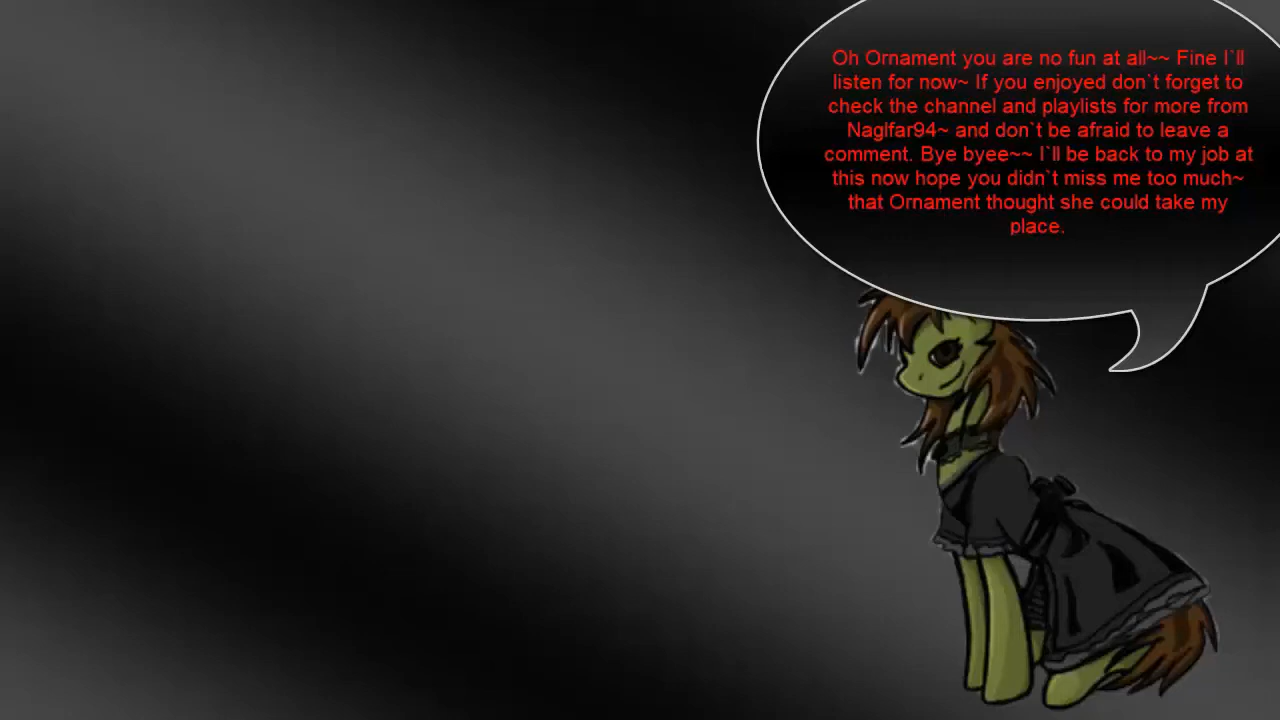 Oh Ornament you are no fun at all~~ Fine I`ll
listen for now~ If you enjoyed don`t forget to
check the channel and playlists for more from
Naglfar94~ and don`t be afraid to leave a
comment. Bye byee~~ I`ll be back to my job at
this now hope you didn`t miss me too much~
that Ornament thought she could take my
place.